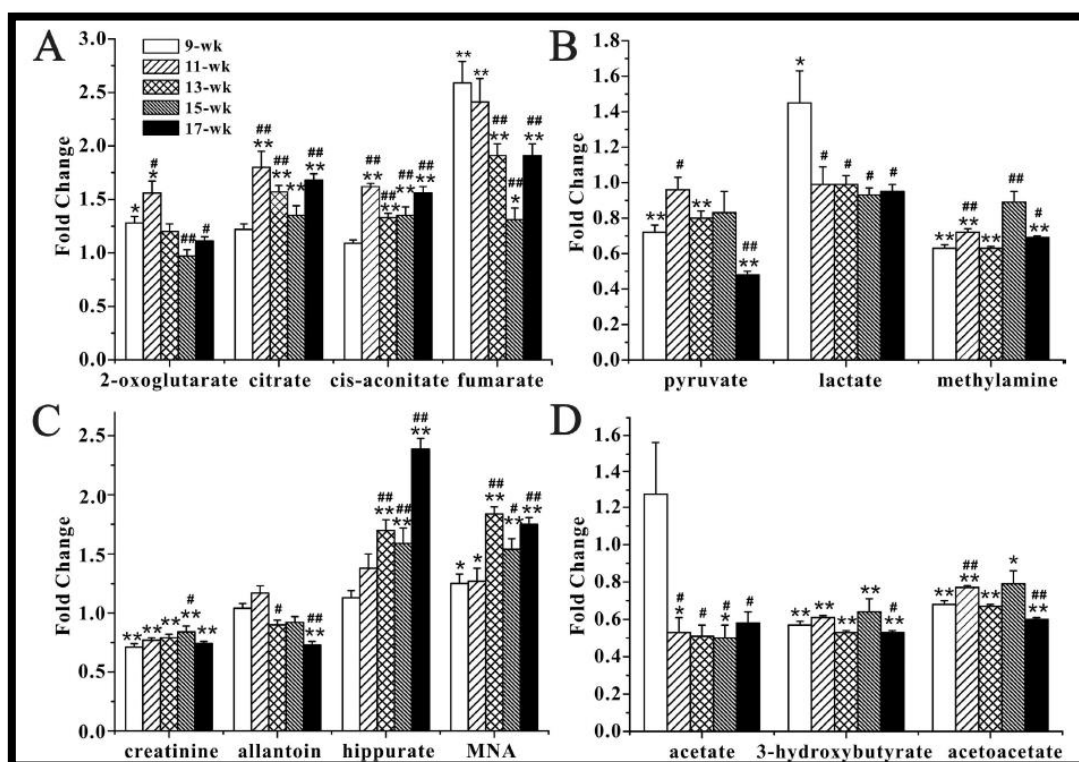 A
9-wk
11-wk
13-wk
15-wk
17-wk
Fold Change
3.0
2.5
2.0
1.5
1.0
0.5
0.0
* # * ## ## # ## ** ## ** ** ## ** ## ** ## ** ## ** ## ** ** ** ## ** ## * ## **
2-oxoglutarate citrate cis-aconitate fumarate
B
Fold Change
1.8
1.6
1.4
1.2
1.0
0.8
0.6
0.4
0.2
0.0
** # ** ## ** * # # # # ** ## ** ** ## # **
pyruvate lactate methylamine
C
Fold Change
2.5
2.0
1.5
1.0
0.5
0.0
** ** ** # ** ** # ## ** ## ** ## ** ## ** * * ## ** # ** ## **
creatinine allantoin hippurate MNA
D
Fold Change
1.6
1.4
1.2
1.0
0.8
0.6
0.4
0.2
0.0
# * # # * # ** ** ** ** # ** ** ## ** ** * ## **
acetate 3-hydroxybutyrate acetoacetate